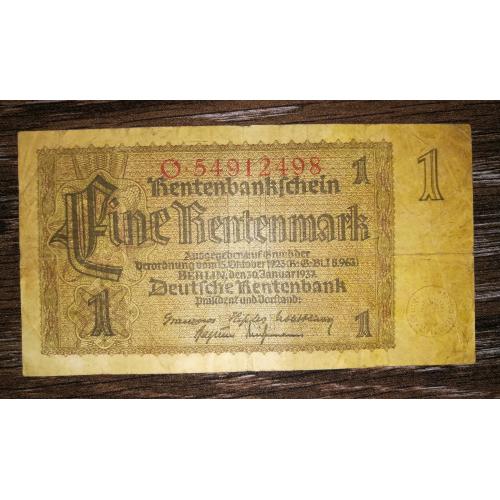 O·54912498
Rentenbankschein
1
1
Eine Rentenmark
Ausgegeben auf Grund der
Verordnung vom 15. Oktober 1923 (R·G·Bl I S. 963)
BERLIN, den 30. Januar 1937
Deutsche Rentenbank
Präsident und Vorstand:
1
1